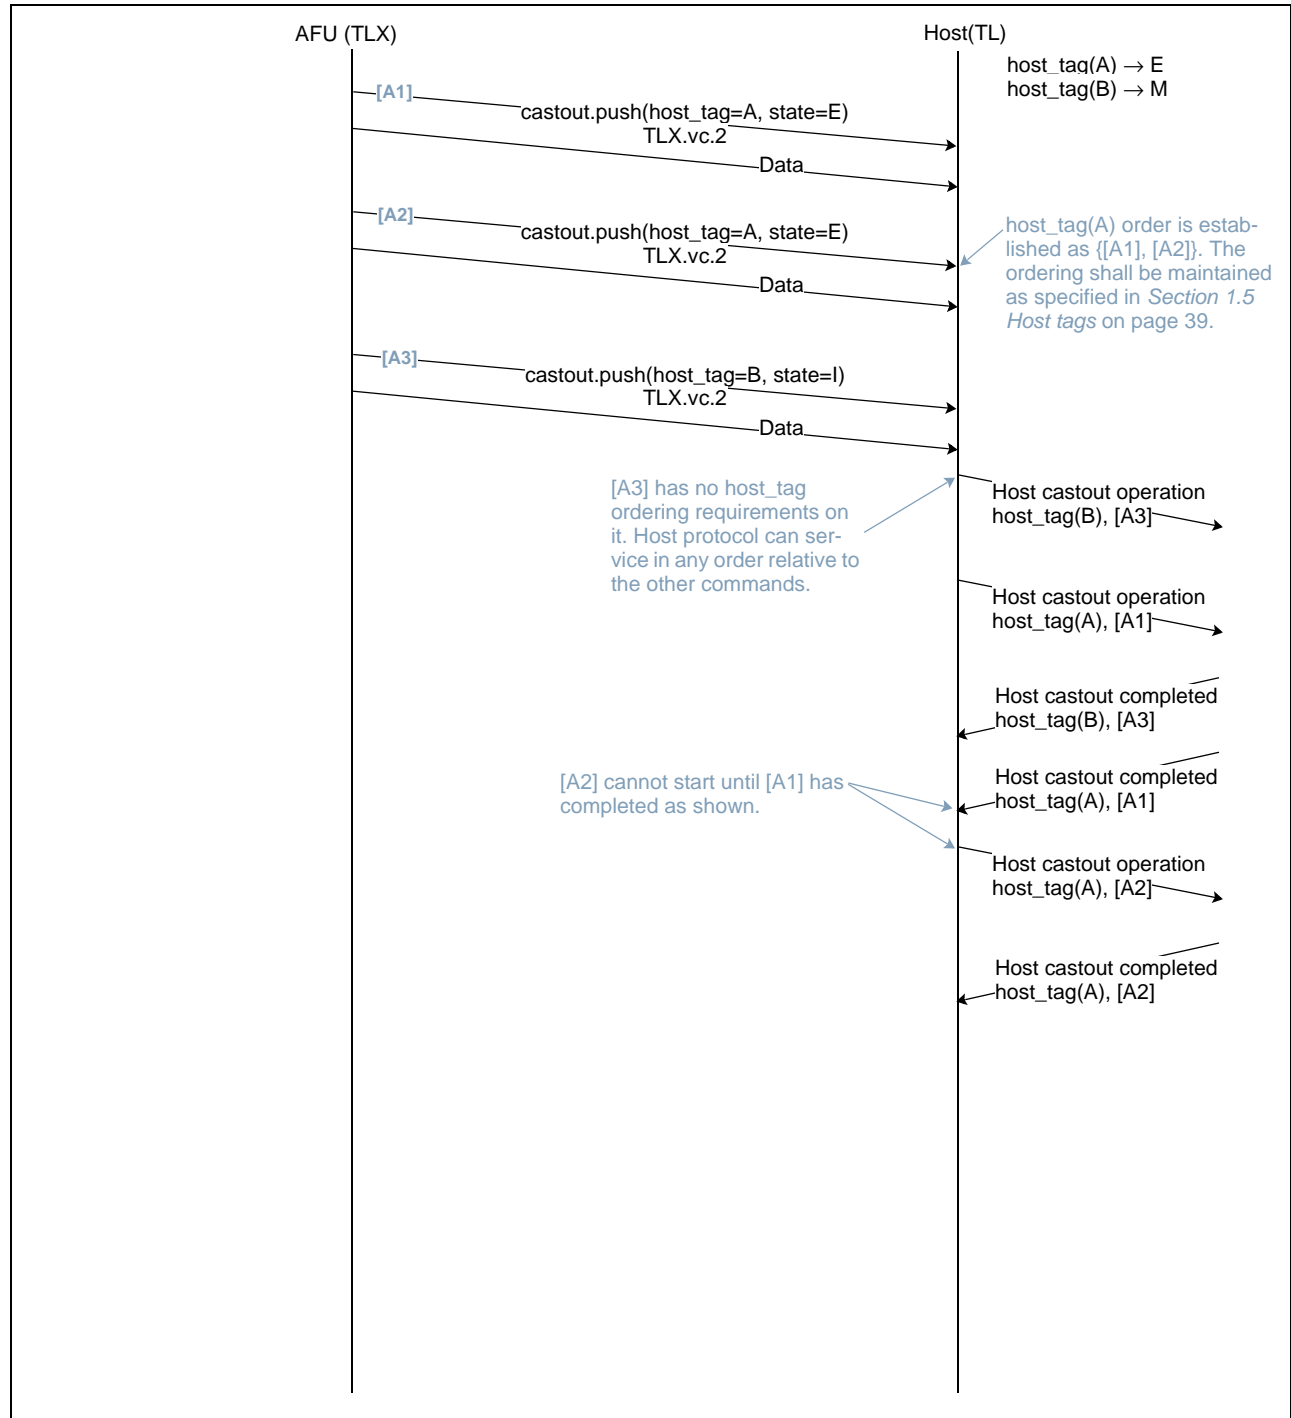 AFU (TLX)
Host(TL)
host_tag(A) → E
host_tag(B) → M
[A1]
castout.push(host_tag=A, state=E)
TLX.vc.2
Data
[A2]
castout.push(host_tag=A, state=E)
TLX.vc.2
Data
host_tag(A) order is estab-
lished as {[A1], [A2]}. The
ordering shall be maintained
as specified in Section 1.5
Host tags on page 39.
[A3]
castout.push(host_tag=B, state=I)
TLX.vc.2
Data
[A3] has no host_tag
ordering requirements on
it. Host protocol can ser-
vice in any order relative to
the other commands.
Host castout operation
host_tag(B), [A3]
Host castout operation
host_tag(A), [A1]
Host castout completed
host_tag(B), [A3]
[A2] cannot start until [A1] has
completed as shown.
Host castout completed
host_tag(A), [A1]
Host castout operation
host_tag(A), [A2]
Host castout completed
host_tag(A), [A2]